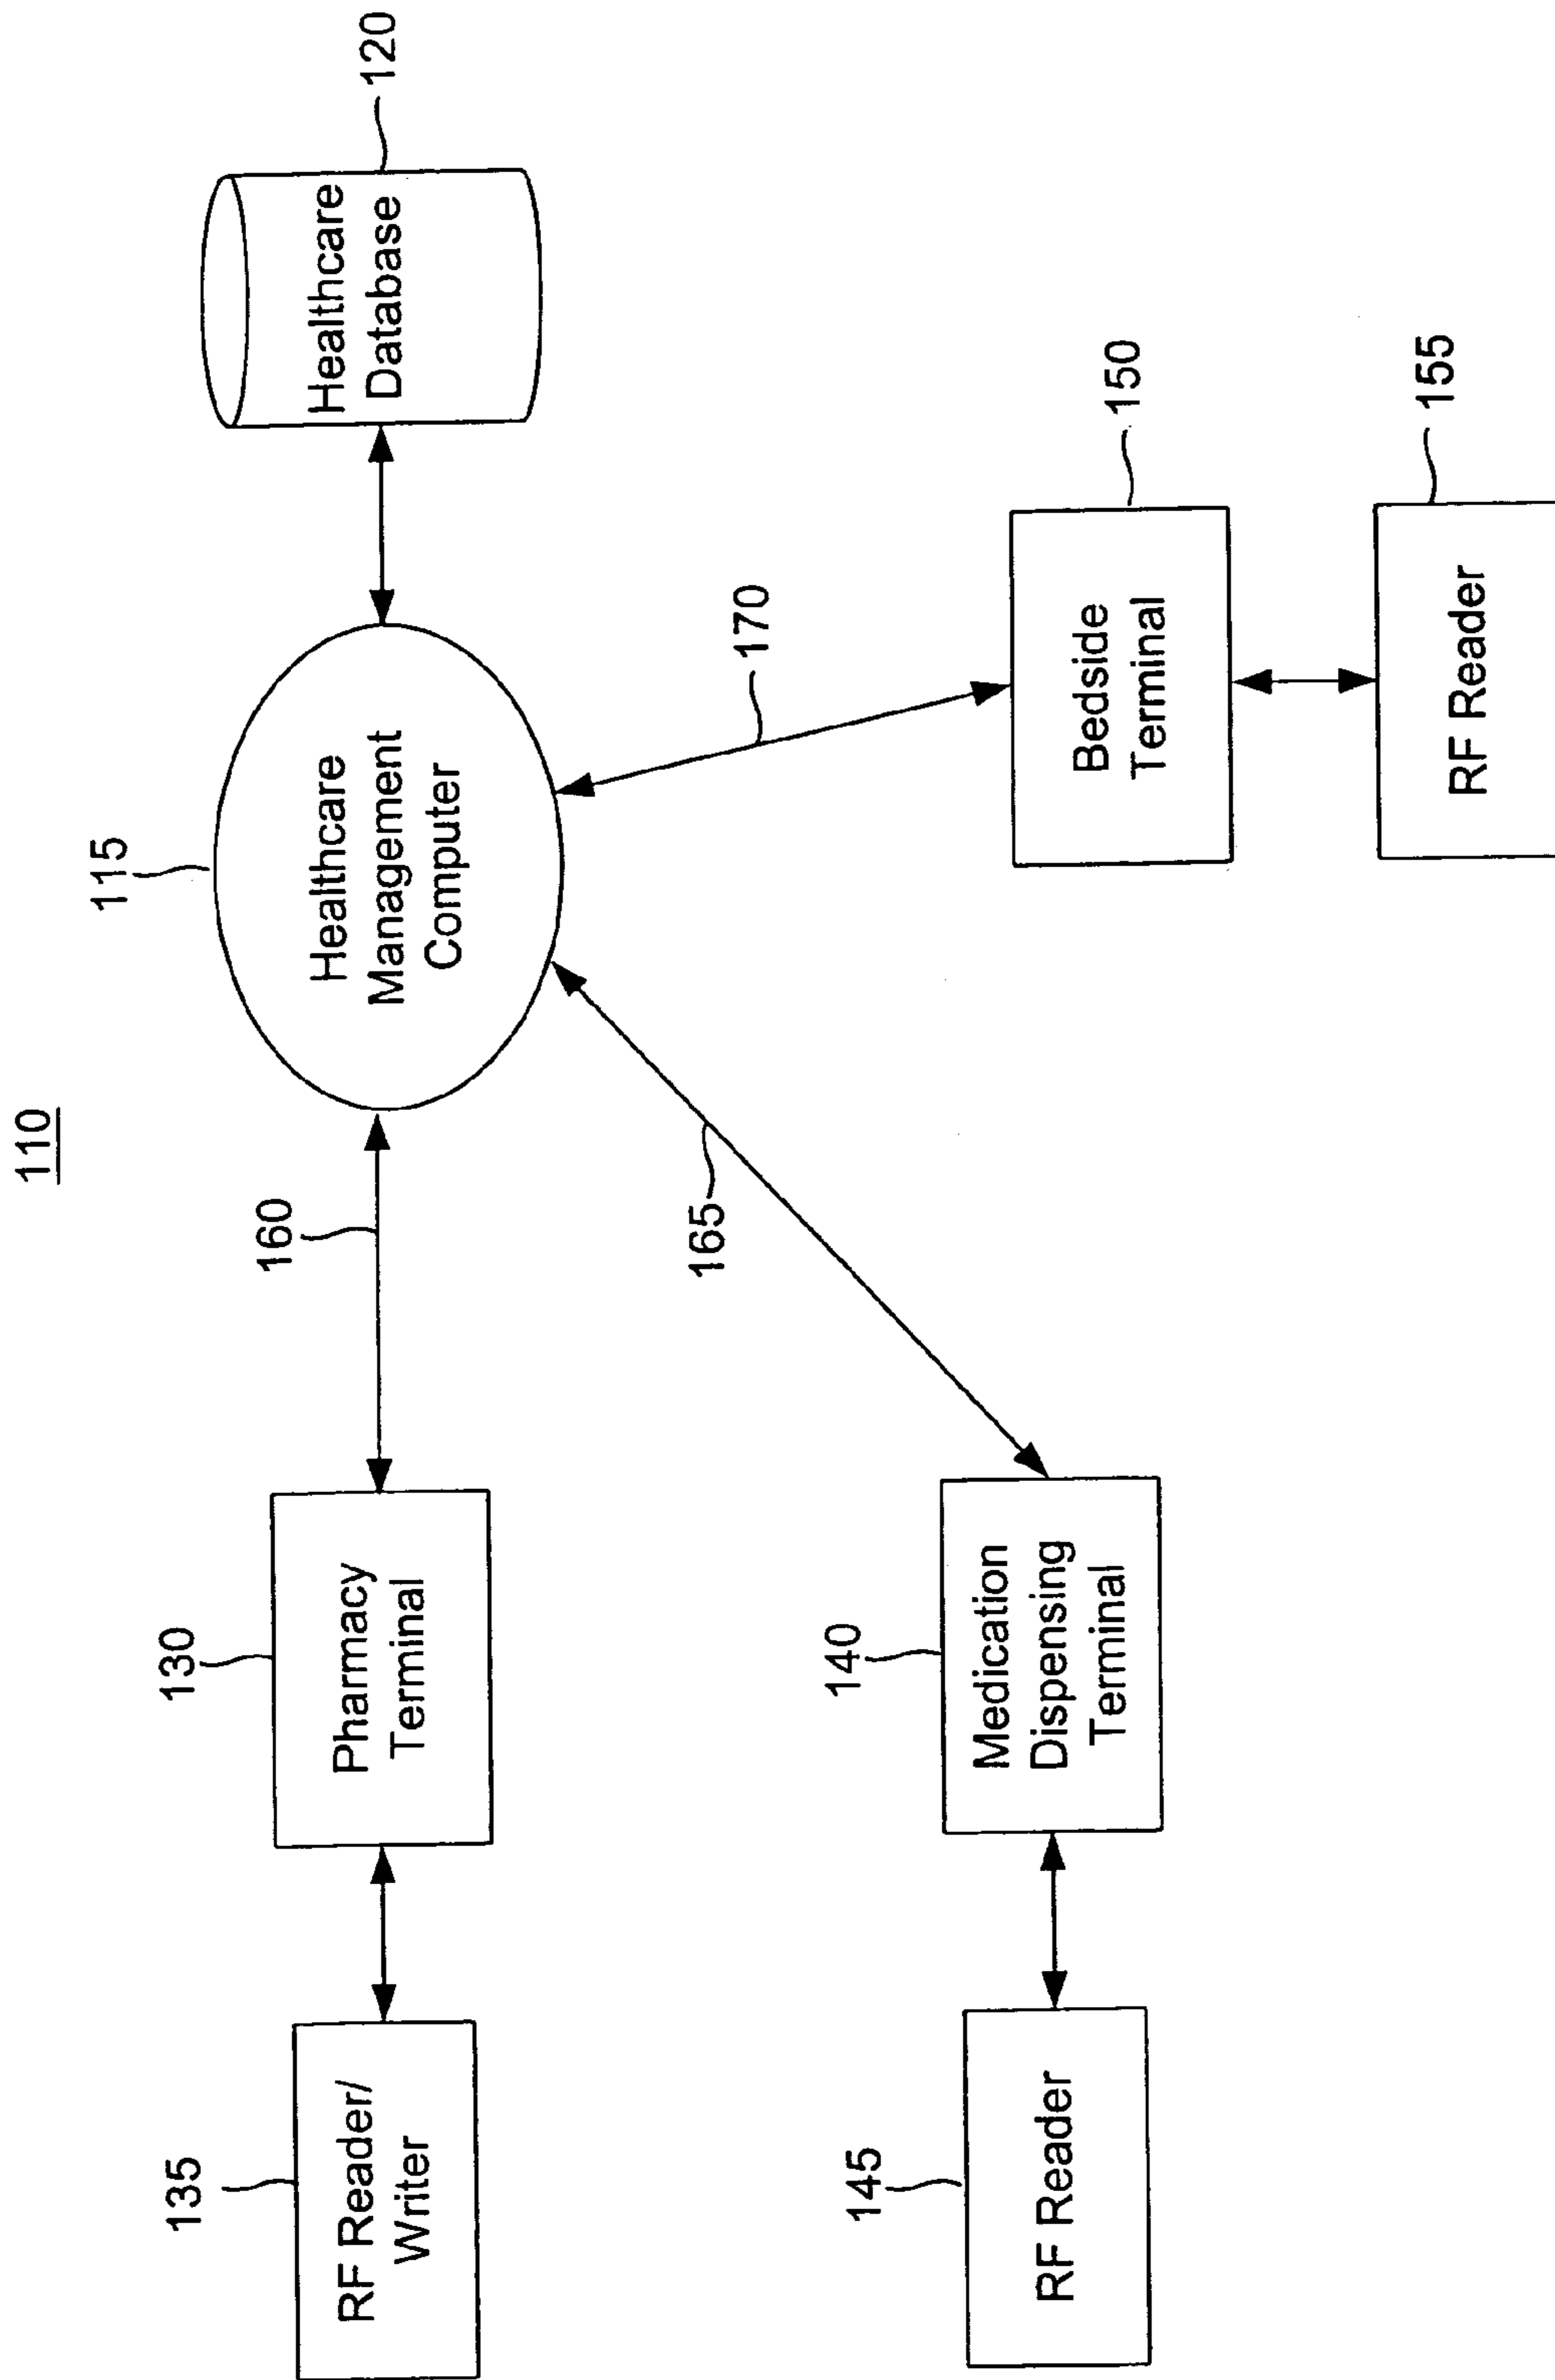 110
115
Healthcare
Management
Computer
Healthcare
Database
120
160
130
Pharmacy
Terminal
135
RF Reader/
Writer
165
170
140
Medication
Dispensing
Terminal
145
RF Reader
150
Bedside
Terminal
155
RF Reader